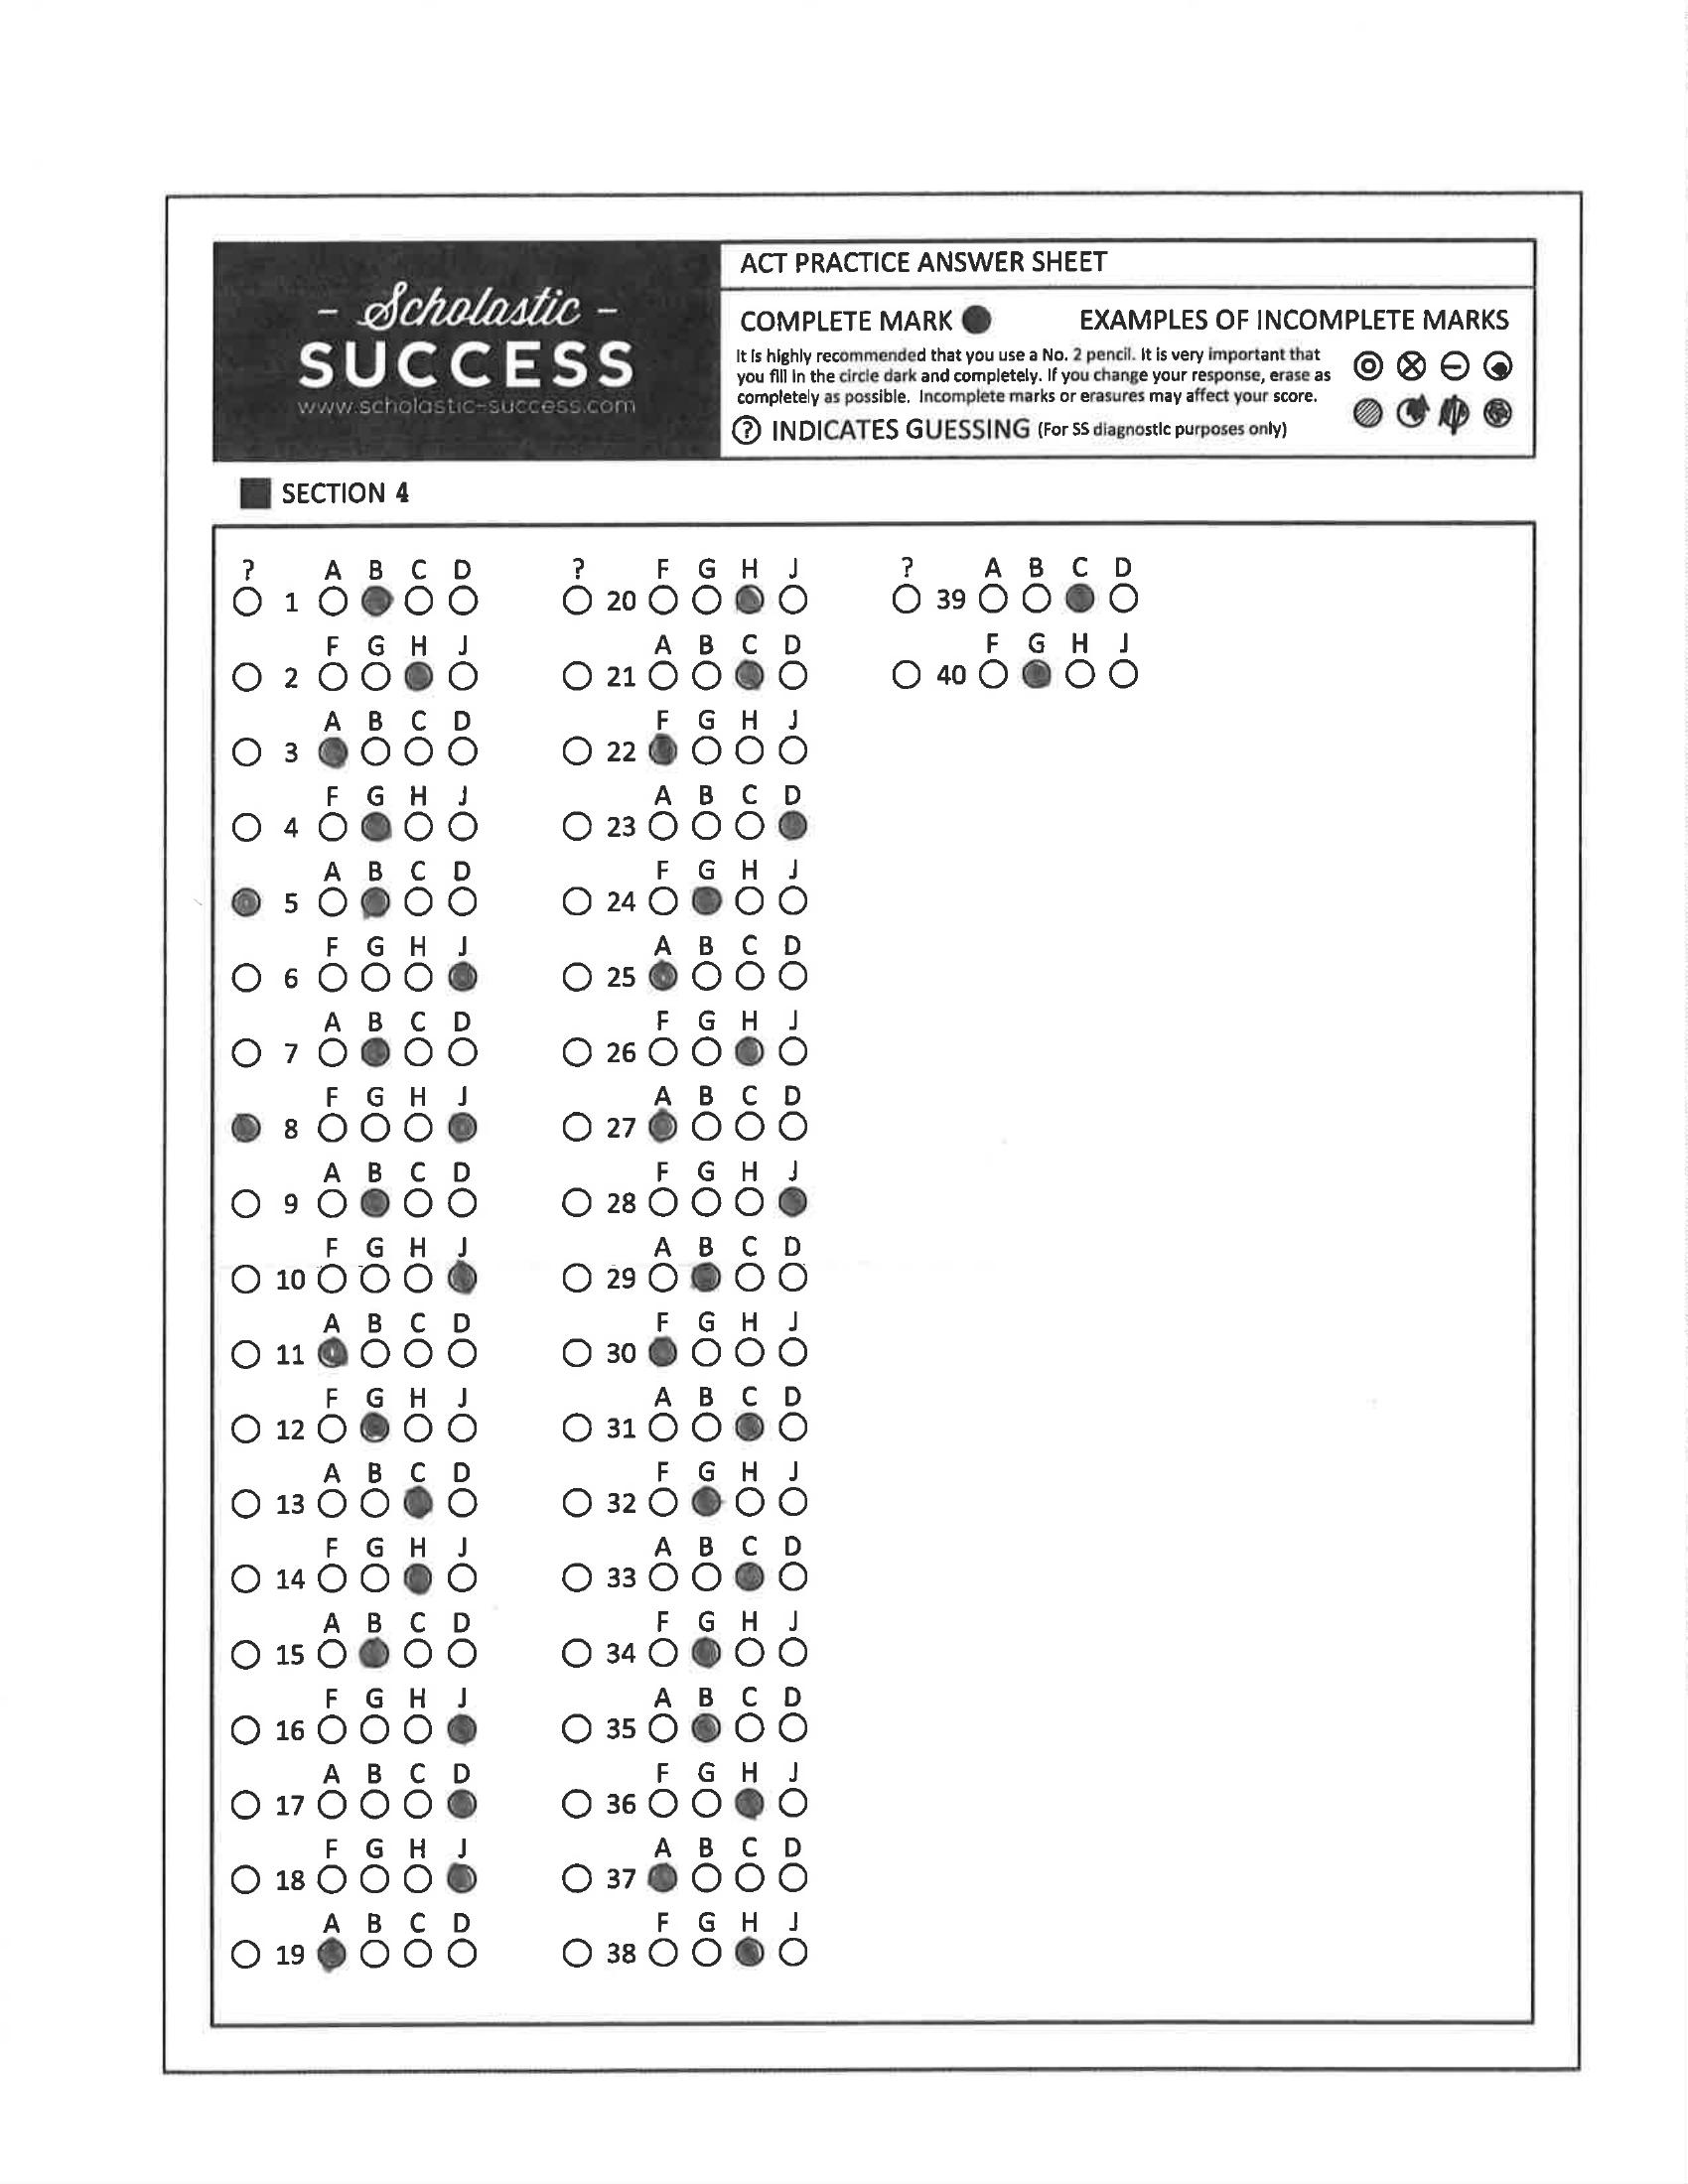 - Scholastic -
SUCCESS
www.scholastic-success.com
ACT PRACTICE ANSWER SHEET
COMPLETE MARK
EXAMPLES OF INCOMPLETE MARKS
It is highly recommended that you use a No. 2 pencil. It is very important that
you fill in the circle dark and completely. If you change your response, erase as
completely as possible. Incomplete marks or erasures may affect your score.
? INDICATES GUESSING (For SS diagnostic purposes only)
SECTION 4
? A B C D
1
F G H J
2
A B C D
3
F G H J
4
A B C D
5
F G H J
6
A B C D
7
F G H J
8
A B C D
9
F G H J
10
A B C D
11
F G H J
12
A B C D
13
F G H J
14
A B C D
15
F G H J
16
A B C D
17
F G H J
18
A B C D
19
? F G H J
20
A B C D
21
F G H J
22
A B C D
23
F G H J
24
A B C D
25
F G H J
26
A B C D
27
F G H J
28
A B C D
29
F G H J
30
A B C D
31
F G H J
32
A B C D
33
F G H J
34
A B C D
35
F G H J
36
A B C D
37
F G H J
38
? A B C D
39
F G H J
40